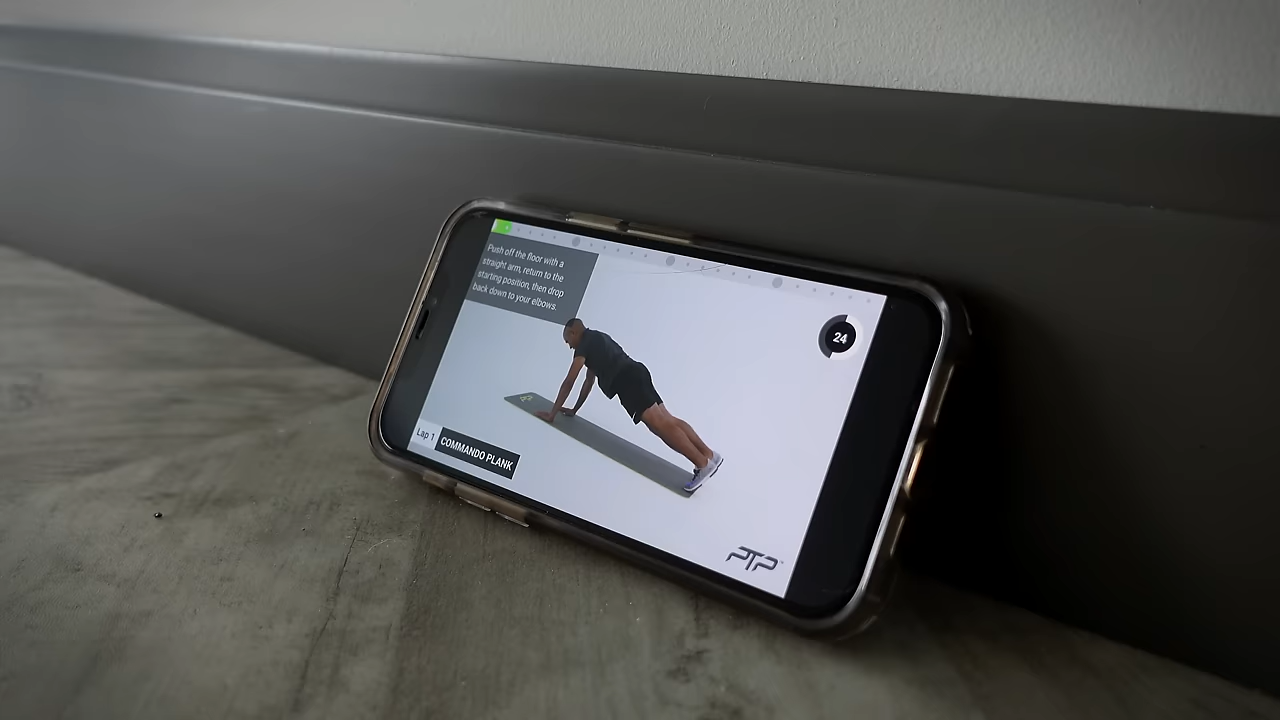 Push off the floor with a
straight arm, return to the
starting position, then drop
back down to your elbows.
24
Lap 1
COMMANDO PLANK
PTP